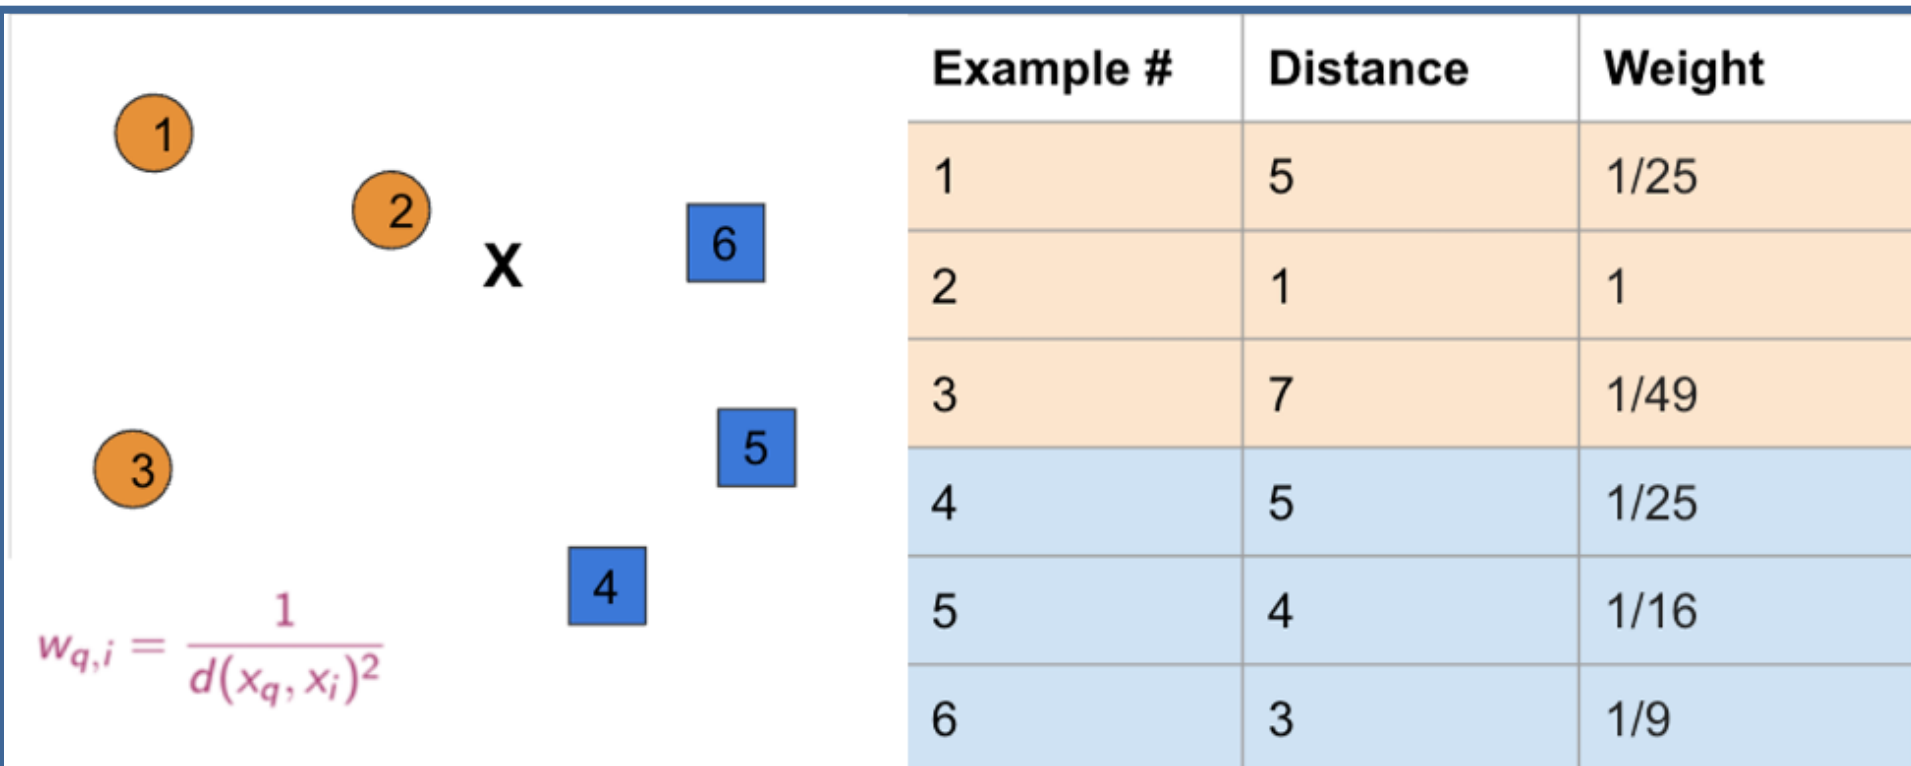 1
2
X
6
5
3
4
w_{q,i} = \frac{1}{d(x_q, x_i)^2}
Example # Distance Weight
1 5 1/25
2 1 1
3 7 1/49
4 5 1/25
5 4 1/16
6 3 1/9